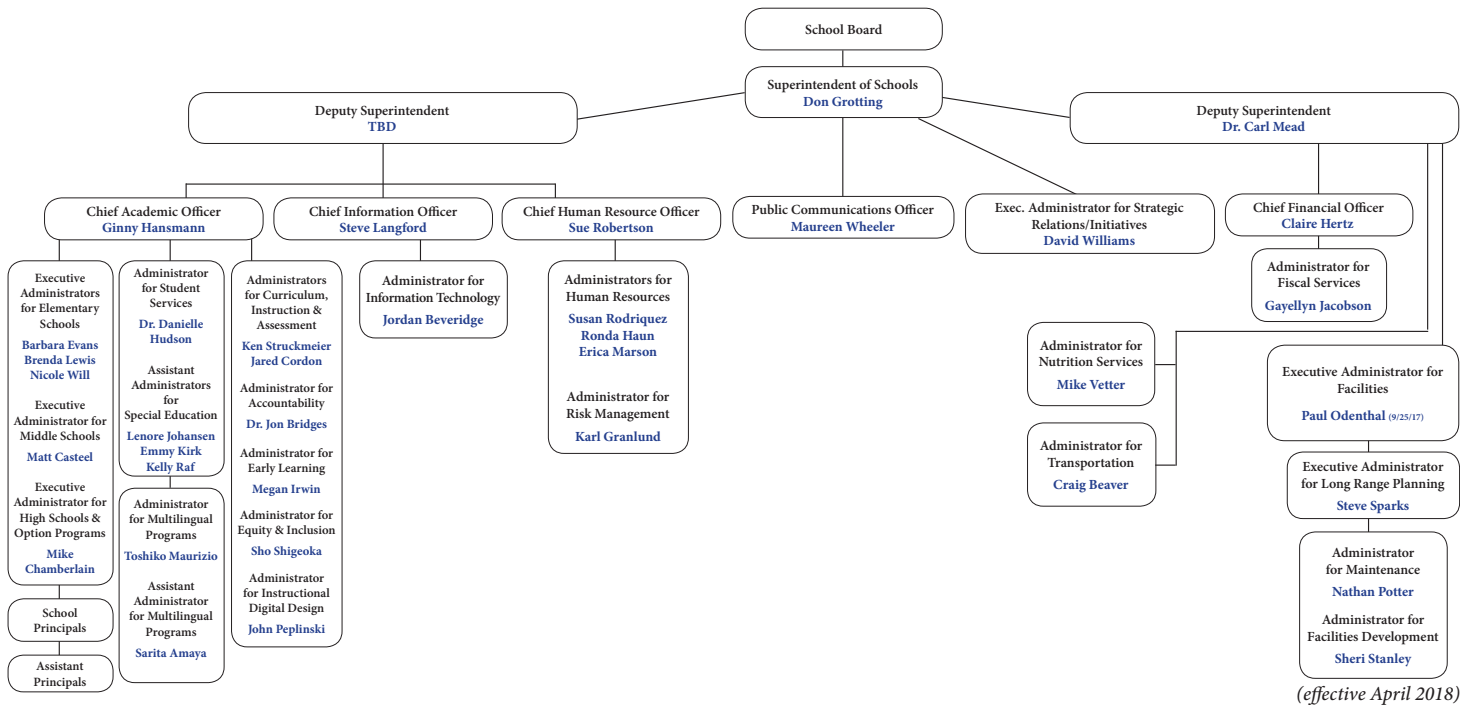 School Board
Superintendent of Schools
Don Grotting
Deputy Superintendent
TBD
Deputy Superintendent
Dr. Carl Mead
Chief Academic Officer
Ginny Hansmann
Chief Information Officer
Steve Langford
Chief Human Resource Officer
Sue Robertson
Public Communications Officer
Maureen Wheeler
Exec. Administrator for Strategic
Relations/Initiatives
David Williams
Chief Financial Officer
Claire Hertz
Executive
Administrators
for Elementary
Schools
Barbara Evans
Brenda Lewis
Nicole Will
Executive
Administrator for
Middle Schools
Matt Casteel
Executive
Administrator for
High Schools &
Option Programs
Mike
Chamberlain
School
Principals
Assistant
Principals
Administrator
for Student
Services
Dr. Danielle
Hudson
Assistant
Administrators
for
Special Education
Lenore Johansen
Emmy Kirk
Kelly Raf
Administrator
for Multilingual
Programs
Toshiko Maurizio
Assistant
Administrator
for Multilingual
Programs
Sarita Amaya
Administrators
for Curriculum,
Instruction &
Assessment
Ken Struckmeier
Jared Cordon
Administrator for
Accountability
Dr. Jon Bridges
Administrator for
Early Learning
Megan Irwin
Administrator for
Equity & Inclusion
Sho Shigeoka
Administrator
for Instructional
Digital Design
John Peplinski
Administrator for
Information Technology
Jordan Beveridge
Administrators for
Human Resources
Susan Rodriquez
Ronda Haun
Erica Marson
Administrator for
Risk Management
Karl Granlund
Administrator for
Fiscal Services
Gayellyn Jacobson
Administrator for
Nutrition Services
Mike Vetter
Administrator for
Transportation
Craig Beaver
Executive Administrator for
Facilities
Paul Odenthal (9/25/17)
Executive Administrator
for Long Range Planning
Steve Sparks
Administrator
for Maintenance
Nathan Potter
Administrator for
Facilities Development
Sheri Stanley
(effective April 2018)